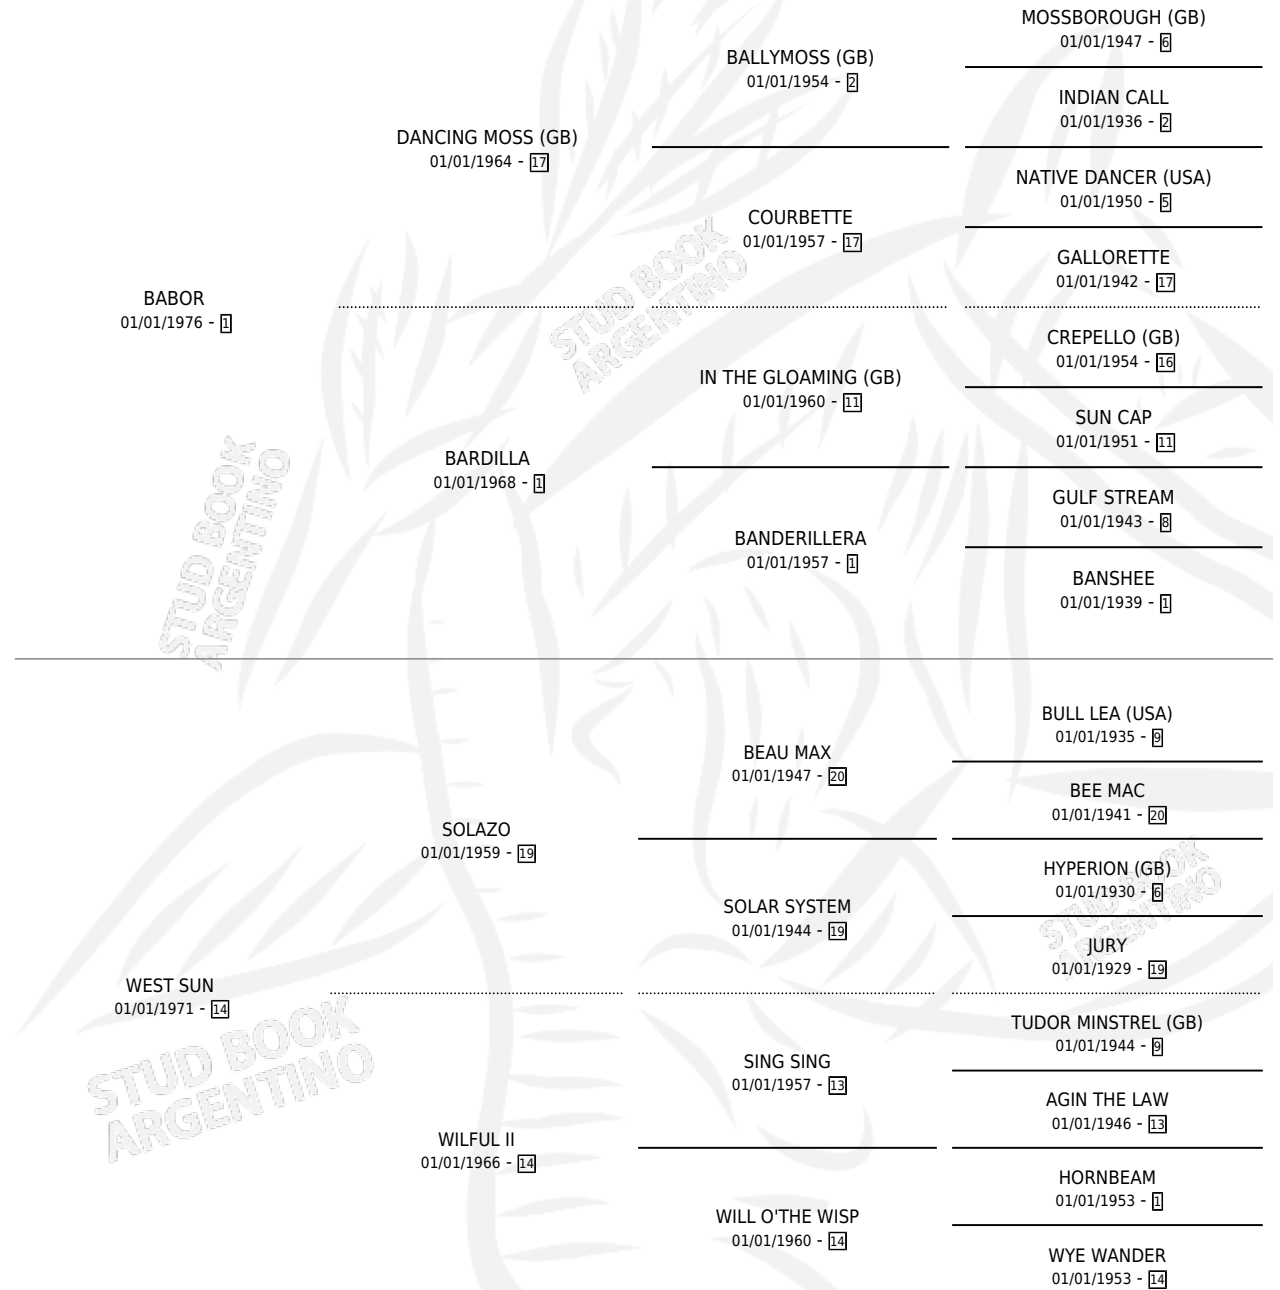 MOSSBOROUGH (GB)
01/01/1947 - 6
BALLYMOSS (GB)
01/01/1954 - 2
INDIAN CALL
01/01/1936 - 2
DANCING MOSS (GB)
01/01/1964 - 17
NATIVE DANCER (USA)
01/01/1950 - 5
COURBETTE
01/01/1957 - 17
GALLORETTE
01/01/1942 - 17
BABOR
01/01/1976 - 1
CREPELLO (GB)
01/01/1954 - 16
IN THE GLOAMING (GB)
01/01/1960 - 11
SUN CAP
01/01/1951 - 11
BARDILLA
01/01/1968 - 1
GULF STREAM
01/01/1943 - 8
BANDERILLERA
01/01/1957 - 1
BANSHEE
01/01/1939 - 1
STUD BOOK
ARGENTINO
STUD BOOK
ARGENTINO
BULL LEA (USA)
01/01/1935 - 9
BEAU MAX
01/01/1947 - 20
BEE MAC
01/01/1941 - 20
SOLAZO
01/01/1959 - 19
HYPERION (GB)
01/01/1930 - 6
SOLAR SYSTEM
01/01/1944 - 19
JURY
01/01/1929 - 19
STUD BOOK
ARGENTINO
WEST SUN
01/01/1971 - 14
TUDOR MINSTREL (GB)
01/01/1944 - 9
SING SING
01/01/1957 - 13
AGIN THE LAW
01/01/1946 - 13
STUD BOOK
ARGENTINO
WILFUL II
01/01/1966 - 14
HORNBEAM
01/01/1953 - 1
WILL O'THE WISP
01/01/1960 - 14
WYE WANDER
01/01/1953 - 14